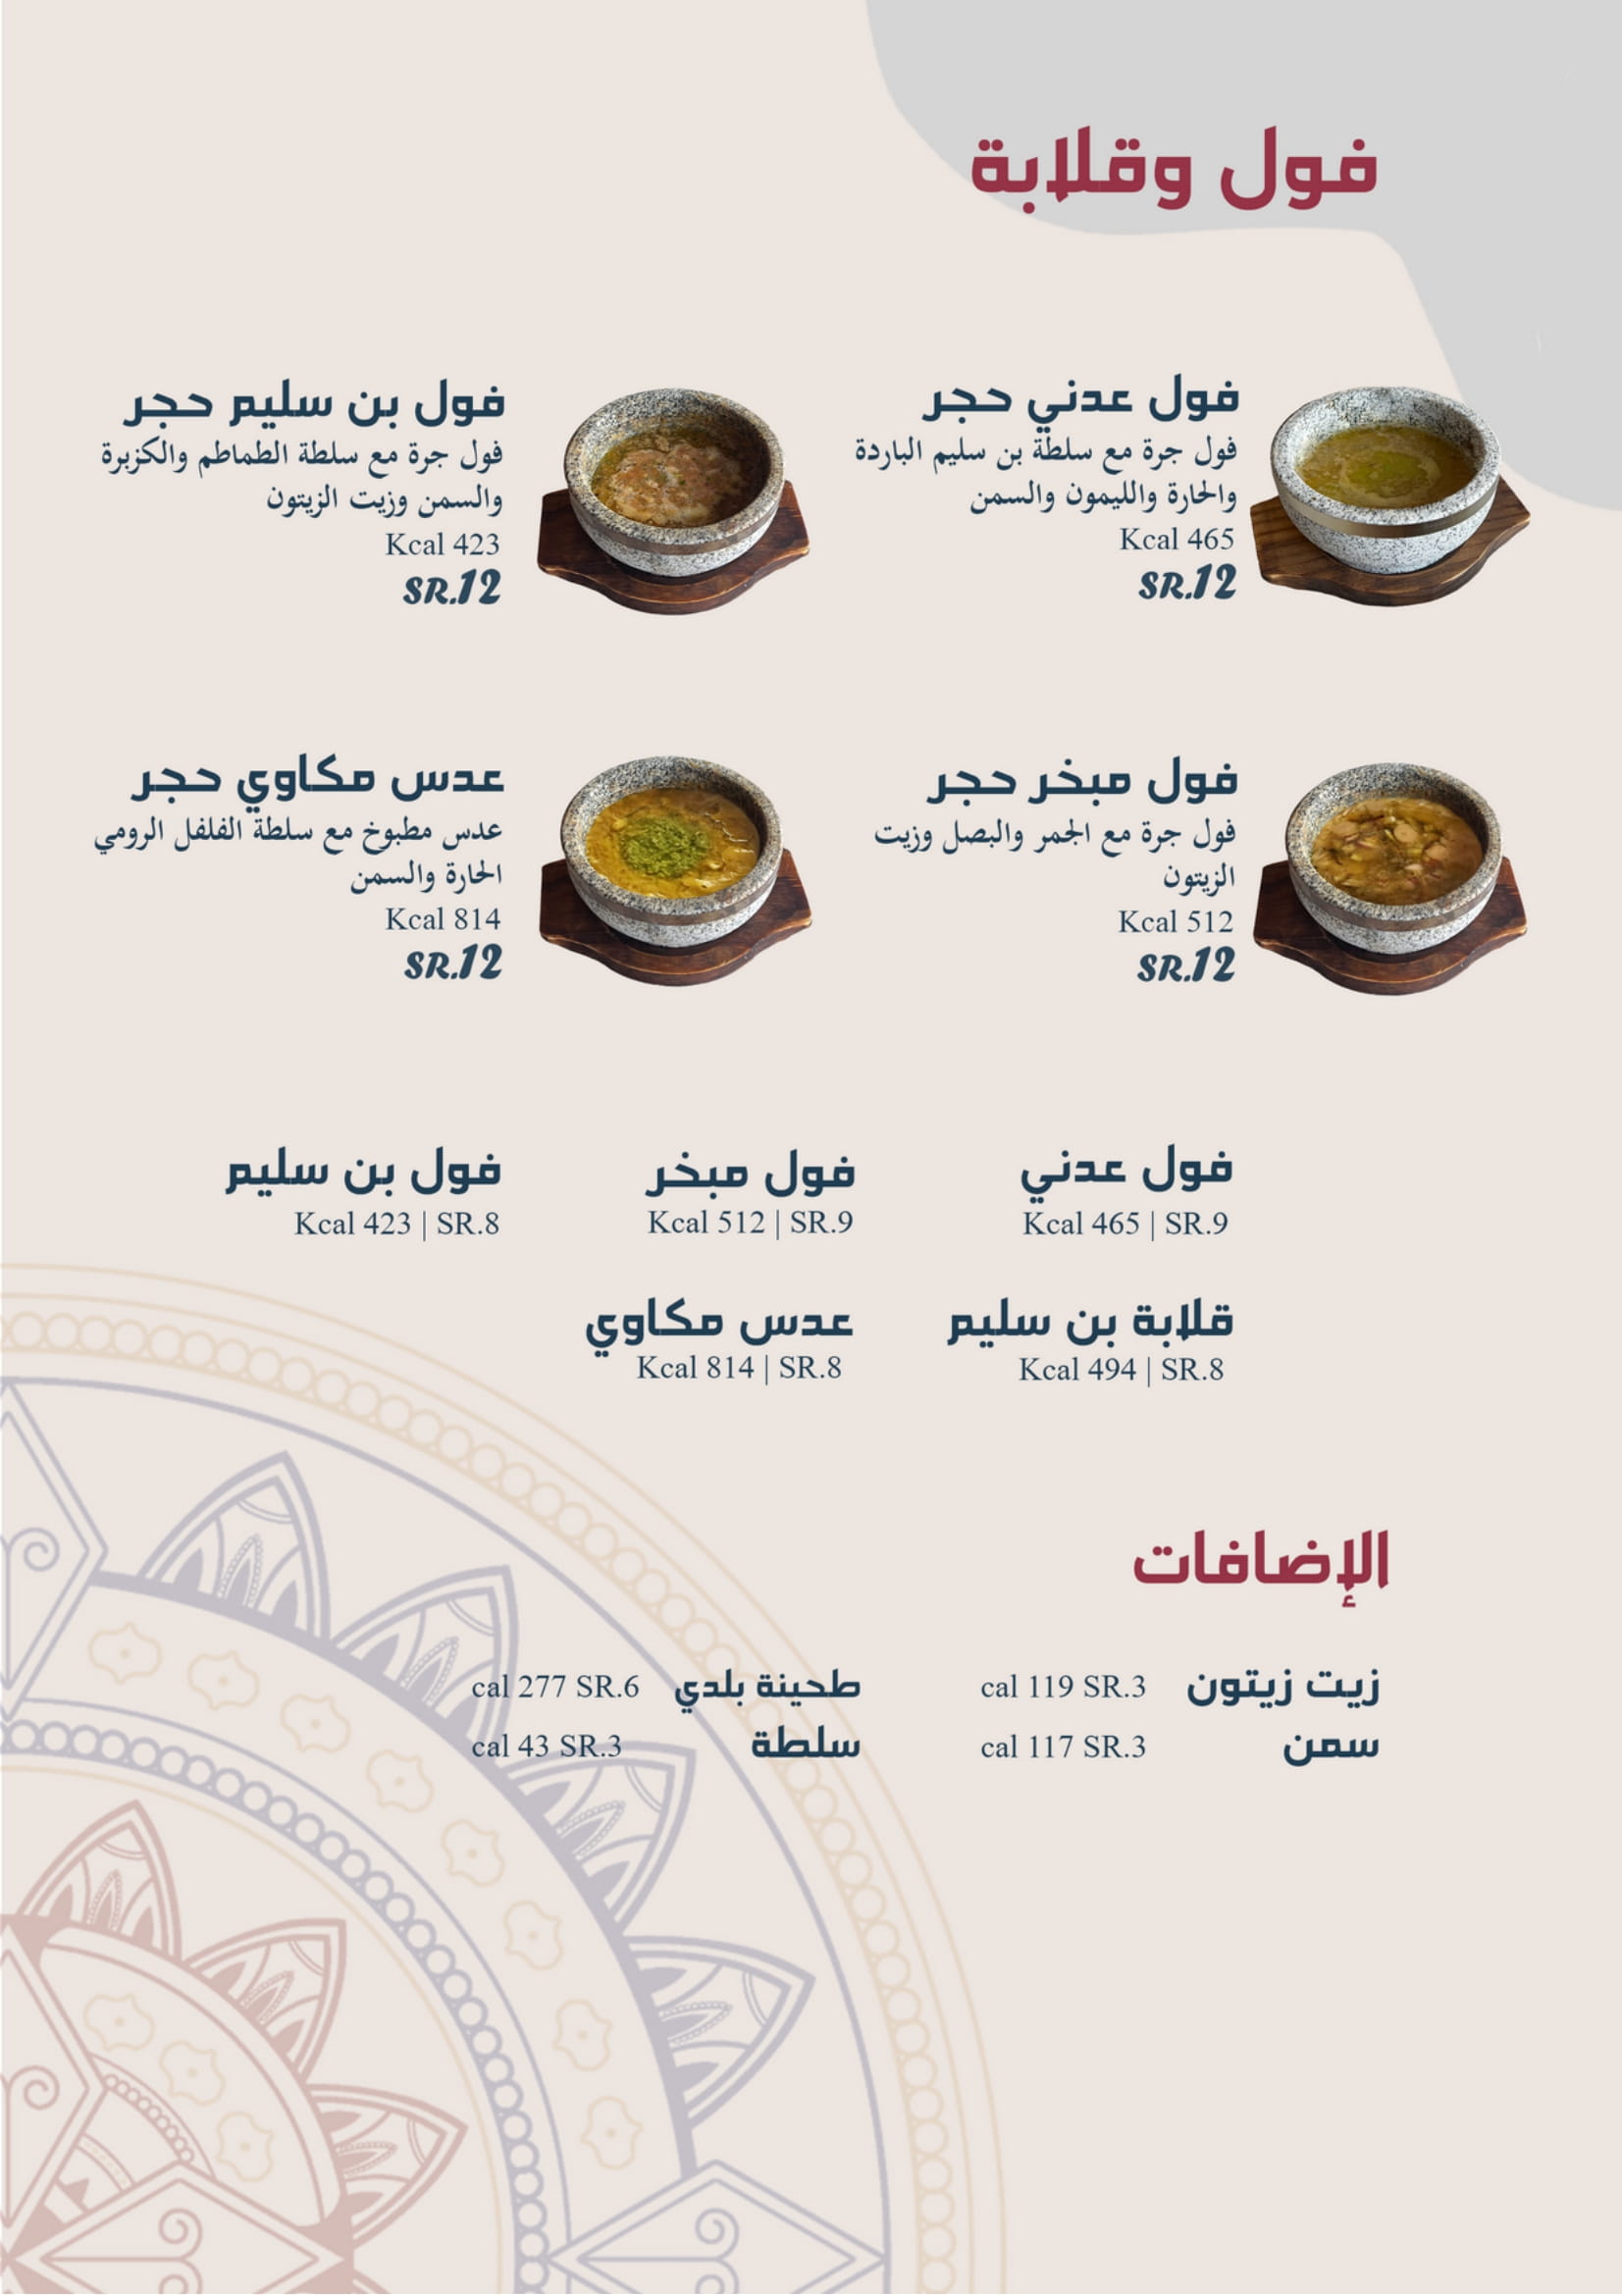 فول وقلابة
فول عدني حجر
فول جرة مع سلطة بن سليم الباردة
والحارة والليمون والسمن
Kcal 465
SR.12
فول بن سليم حجر
فول جرة مع سلطة الطماطم والكزبرة
والسمن وزيت الزيتون
Kcal 423
SR.12
فول مبخر حجر
فول جرة مع الجمر والبصل وزيت
الزيتون
Kcal 512
SR.12
عدس مكاوي حجر
عدس مطبوخ مع سلطة الفلفل الرومي
الحارة والسمن
Kcal 814
SR.12
فول عدني
Kcal 465 | SR.9
فول مبخر
Kcal 512 | SR.9
فول بن سليم
Kcal 423 | SR.8
قلابة بن سليم
Kcal 494 | SR.8
عدس مكاوي
Kcal 814 | SR.8
الإضافات
زيت زيتون cal 119 SR.3
سمن cal 117 SR.3
طحينة بلدي cal 277 SR.6
سلطة cal 43 SR.3